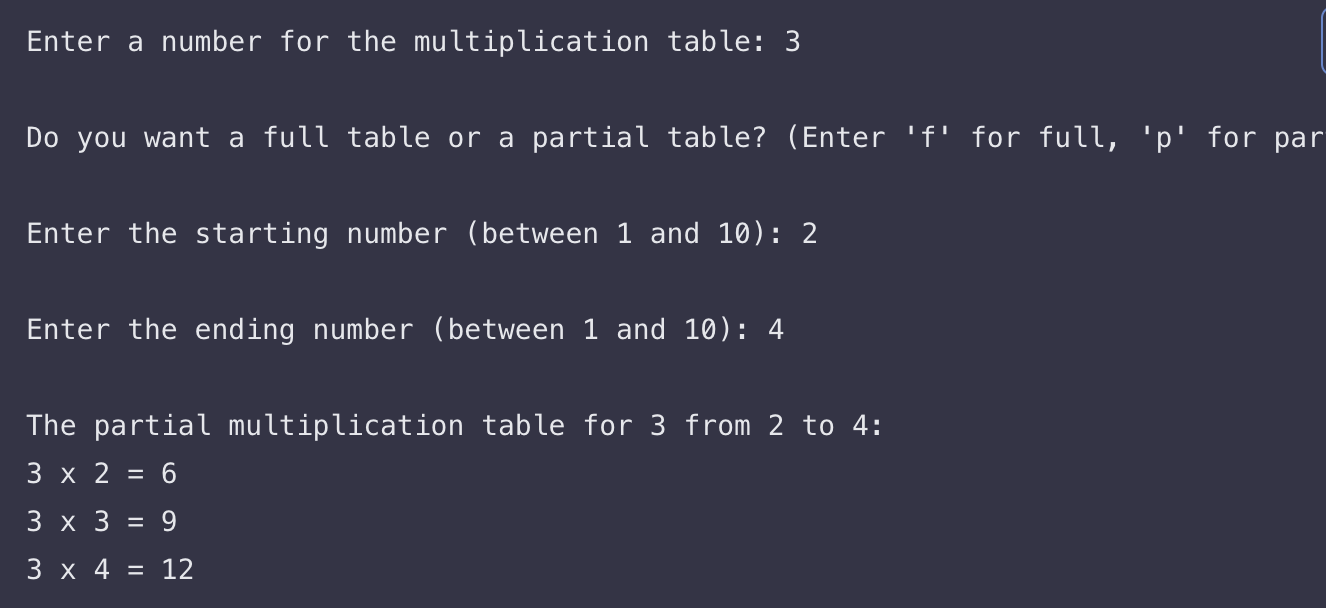 Enter a number for the multiplication table: 3
Do you want a full table or a partial table? (Enter 'f' for full, 'p' for par
Enter the starting number (between 1 and 10): 2
Enter the ending number (between 1 and 10): 4
The partial multiplication table for 3 from 2 to 4:
3 x 2 = 6
3 x 3 = 9
3 x 4 = 12